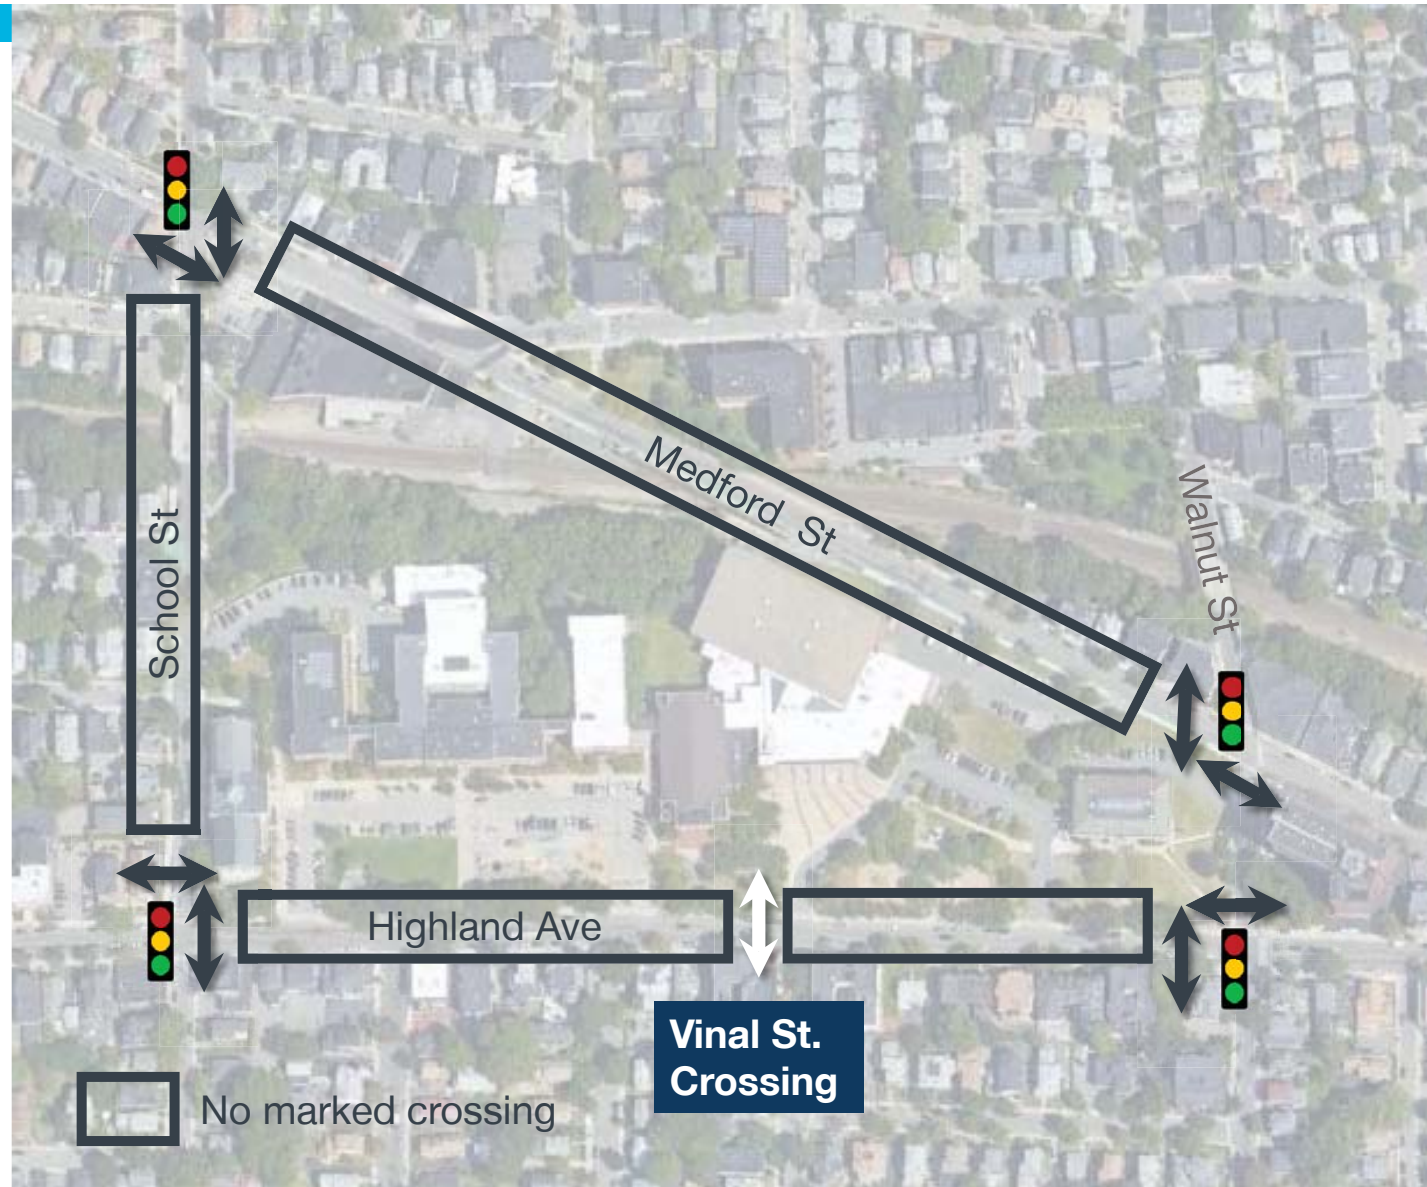 Medford St
Walnut St
School St
Highland Ave
Vinal St.
Crossing
No marked crossing